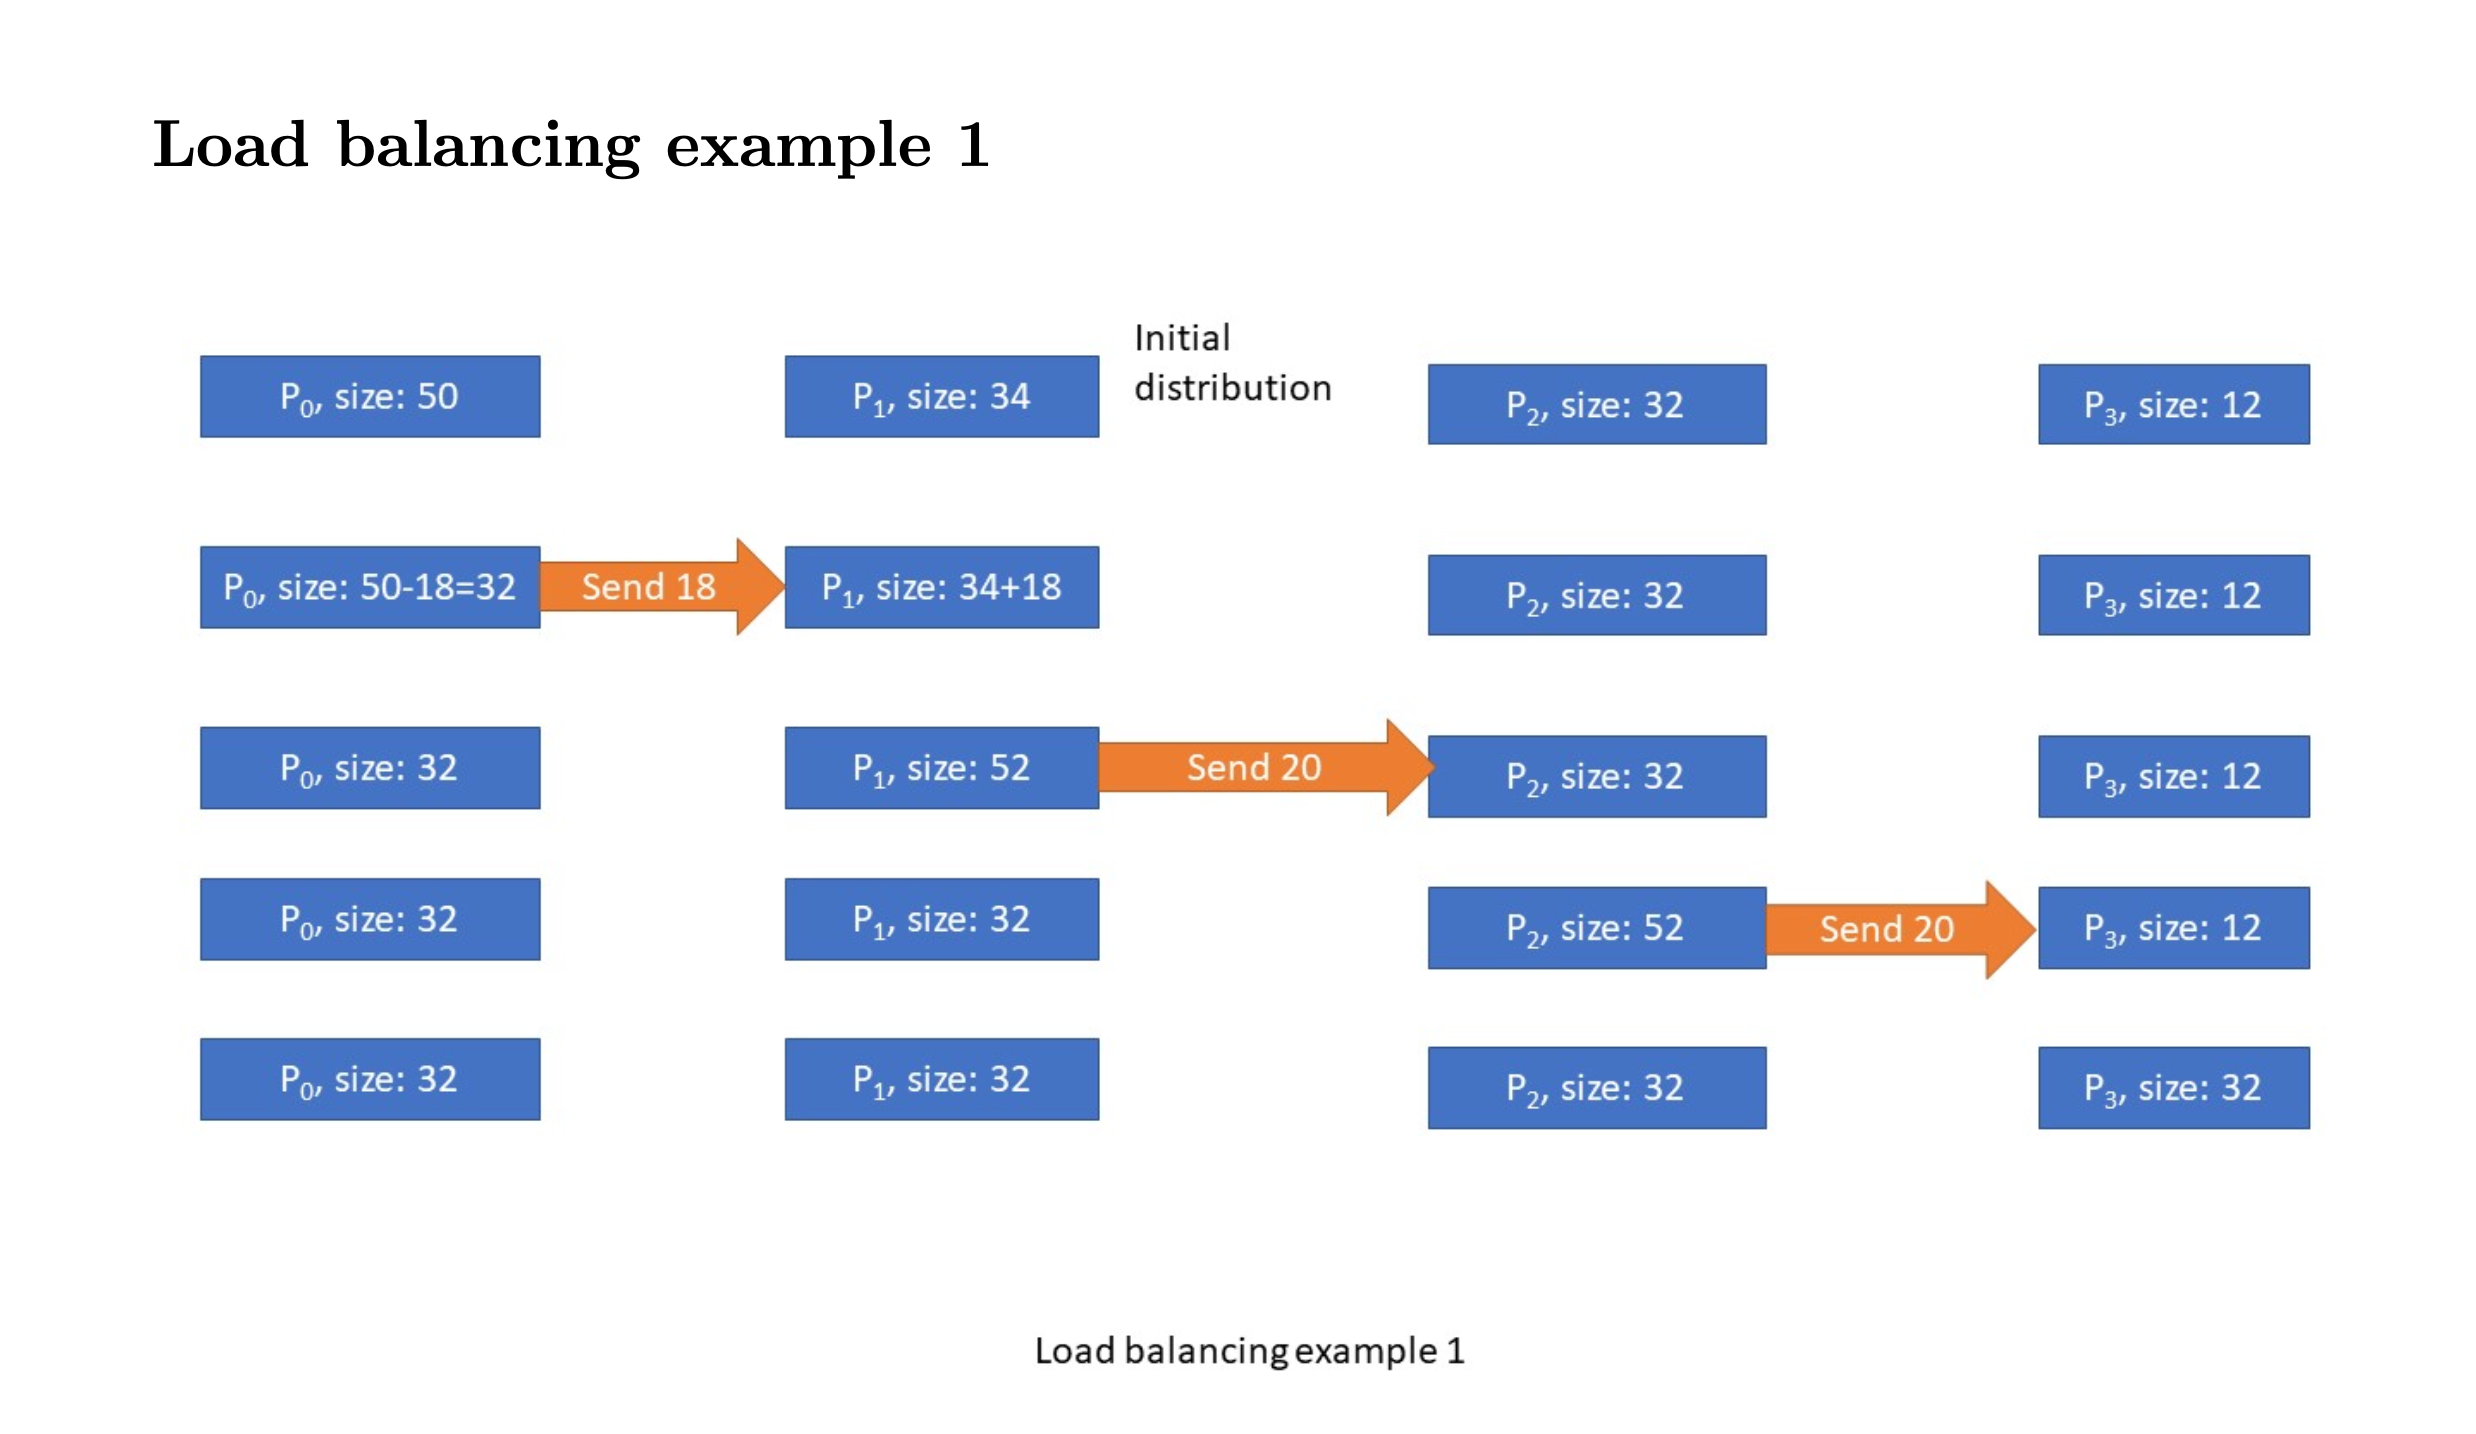 Load balancing example 1
Initial
distribution
P₀, size: 50
P₁, size: 34
P₂, size: 32
P₃, size: 12
P₀, size: 50-18=32
Send 18
P₁, size: 34+18
P₂, size: 32
P₃, size: 12
P₀, size: 32
P₁, size: 52
Send 20
P₂, size: 32
P₃, size: 12
P₀, size: 32
P₁, size: 32
P₂, size: 52
Send 20
P₃, size: 12
P₀, size: 32
P₁, size: 32
P₂, size: 32
P₃, size: 32
Load balancing example 1